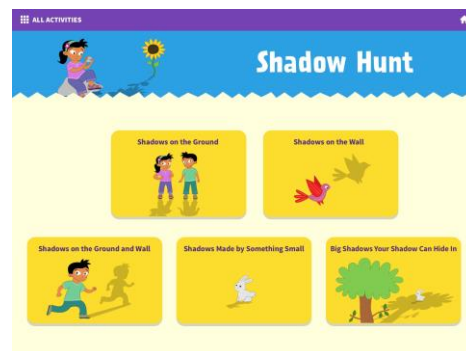 ALL ACTIVITIES
Shadow Hunt
Shadows on the Ground
Shadows on the Wall
Shadows on the Ground and Wall
Shadows Made by Something Small
Big Shadows Your Shadow Can Hide In